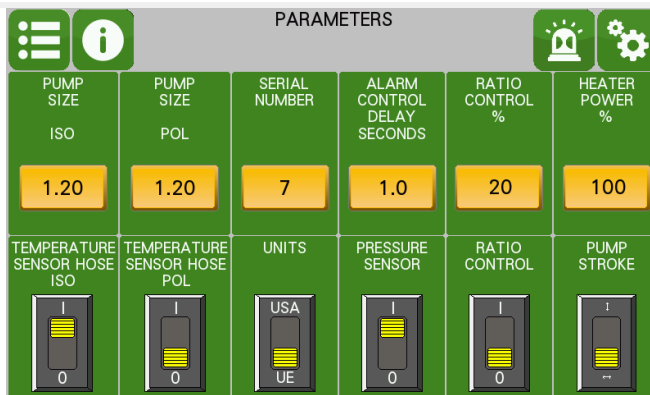 PARAMETERS
PUMP
SIZE
ISO
PUMP
SIZE
POL
SERIAL
NUMBER
ALARM
CONTROL
DELAY
SECONDS
RATIO
CONTROL
%
HEATER
POWER
%
1.20
1.20
7
1.0
20
100
TEMPERATURE
SENSOR HOSE
ISO
TEMPERATURE
SENSOR HOSE
POL
UNITS
PRESSURE
SENSOR
RATIO
CONTROL
PUMP
STROKE
I
I
USA
I
I
↕
0
0
UE
0
0
↔